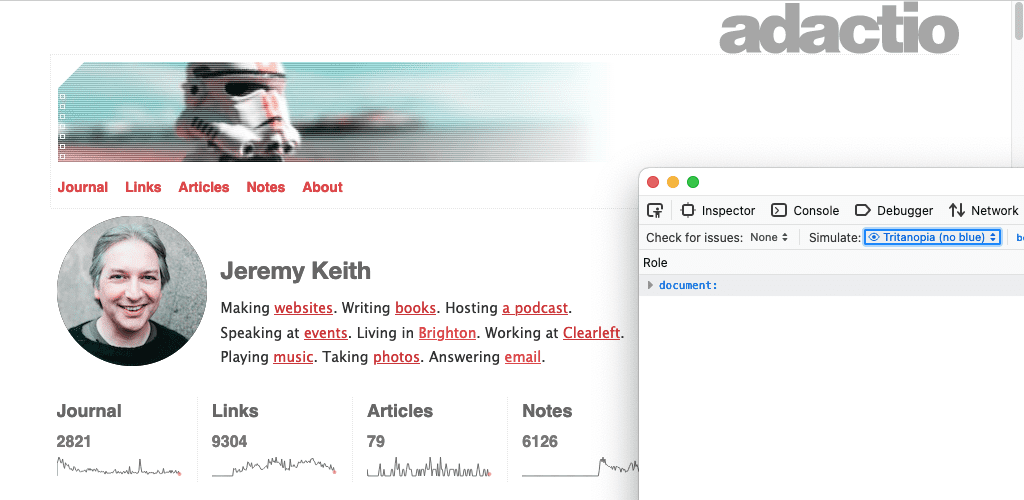 adactio
Journal Links Articles Notes About
Jeremy Keith
Making websites. Writing books. Hosting a podcast.
Speaking at events. Living in Brighton. Working at Clearleft.
Playing music. Taking photos. Answering email.
Journal Links Articles Notes
2821 9304 79 6126
Inspector Console Debugger Network
Check for issues: None Simulate: Tritanopia (no blue)
Role
document: